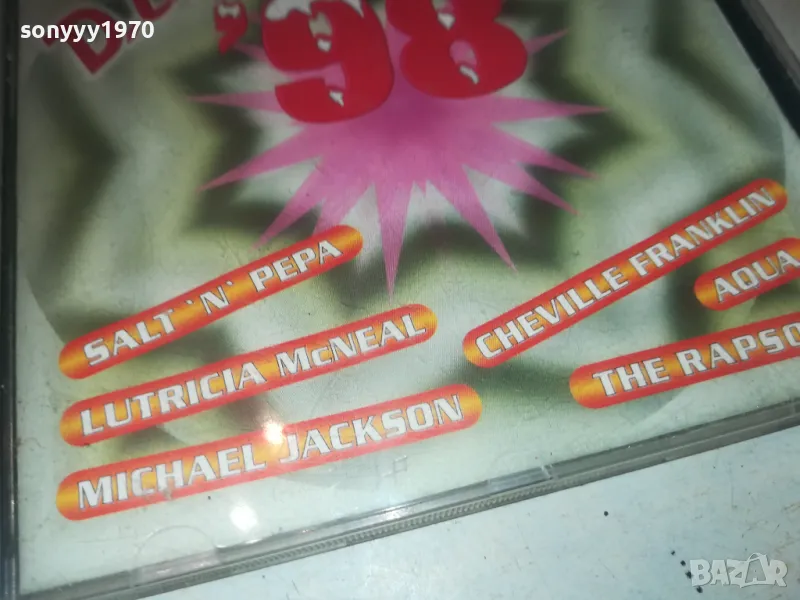 sonyyy1970
'98
SALT 'N' PEPA
LUTRICIA McNEAL
MICHAEL JACKSON
CHEVILLE FRANKLIN
AQUA
THE RAPSO
BAZAR